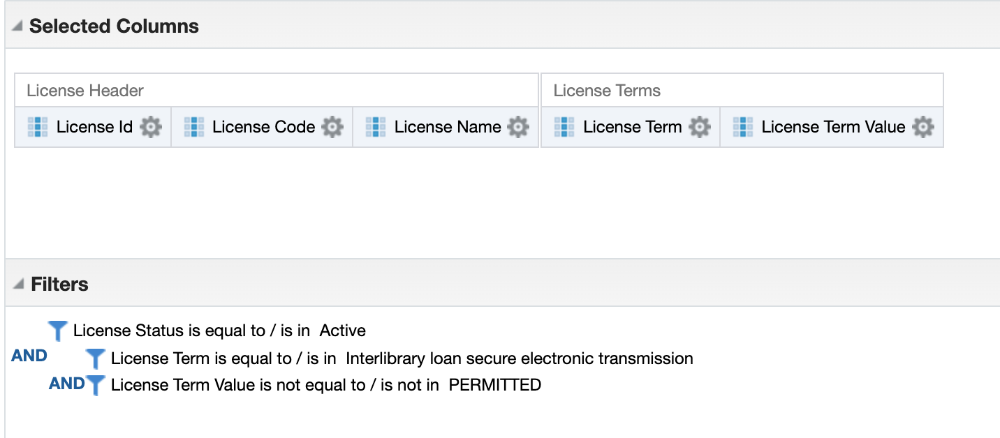 Selected Columns
License Header License Terms
License Id License Code License Name License Term License Term Value
Filters
License Status is equal to / is in Active
AND License Term is equal to / is in Interlibrary loan secure electronic transmission
AND License Term Value is not equal to / is not in PERMITTED